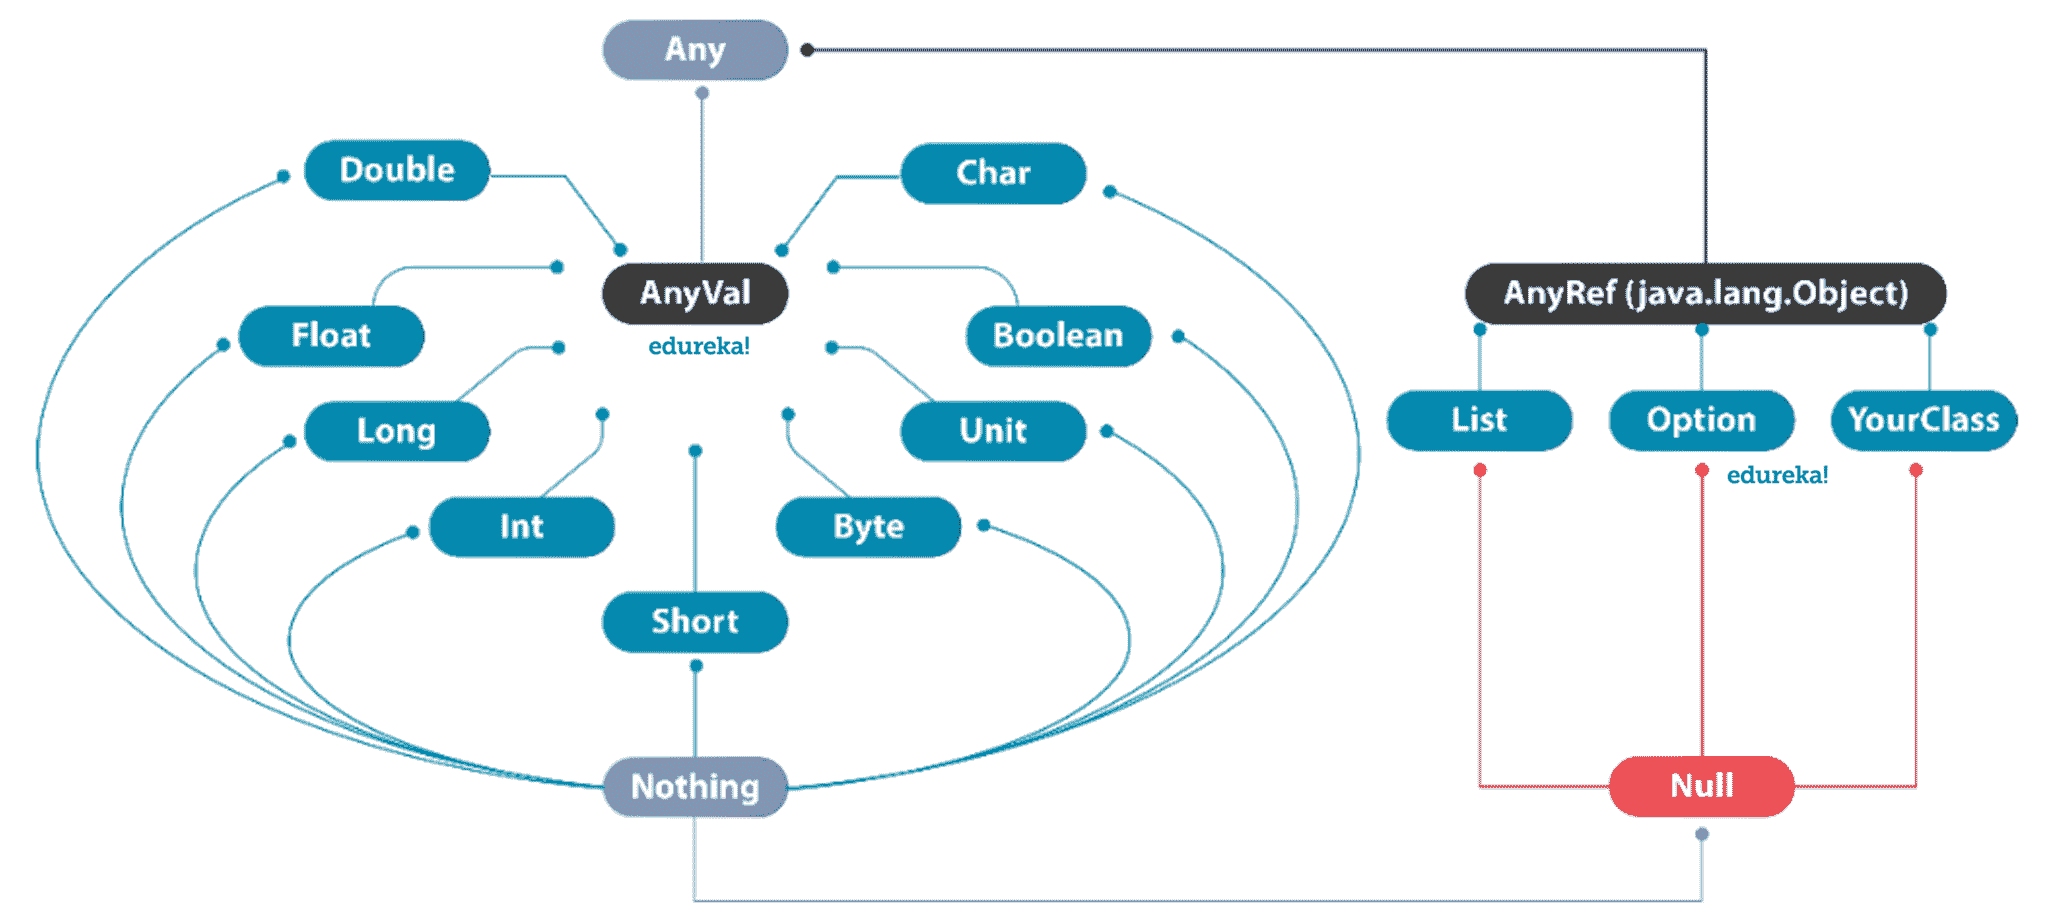 Any
Double
Char
AnyVal
AnyRef (java.lang.Object)
Float
edureka!
Boolean
Long
Unit
List
Option
YourClass
edureka!
Int
Byte
Short
Nothing
Null